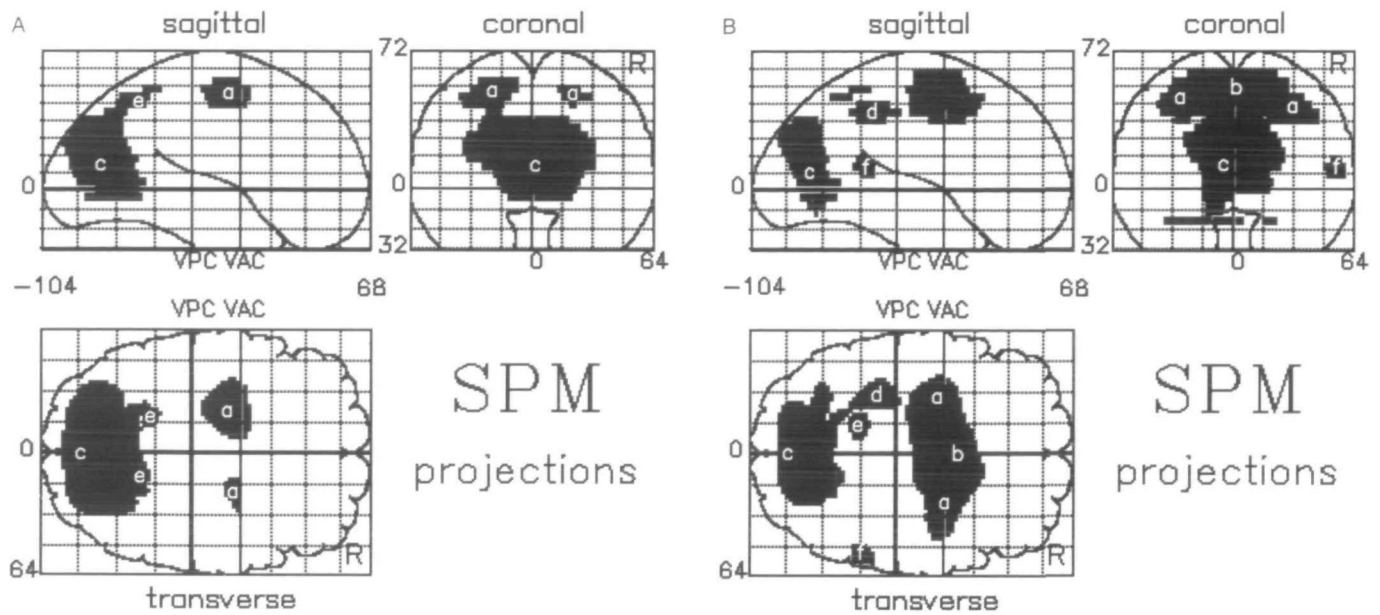 A
sagittal
coronal
72
R
e
a
a
a
c
c
0
0
32
VPC VAC
0
64
-104
68
VPC VAC
a
e
0
c
e
a
R
64
transverse
SPM
projections
B
sagittal
coronal
72
R
d
c
f
a
b
a
c
f
0
0
32
VPC VAC
0
64
-104
68
VPC VAC
d
a
e
0
c
b
a
R
64
transverse
SPM
projections